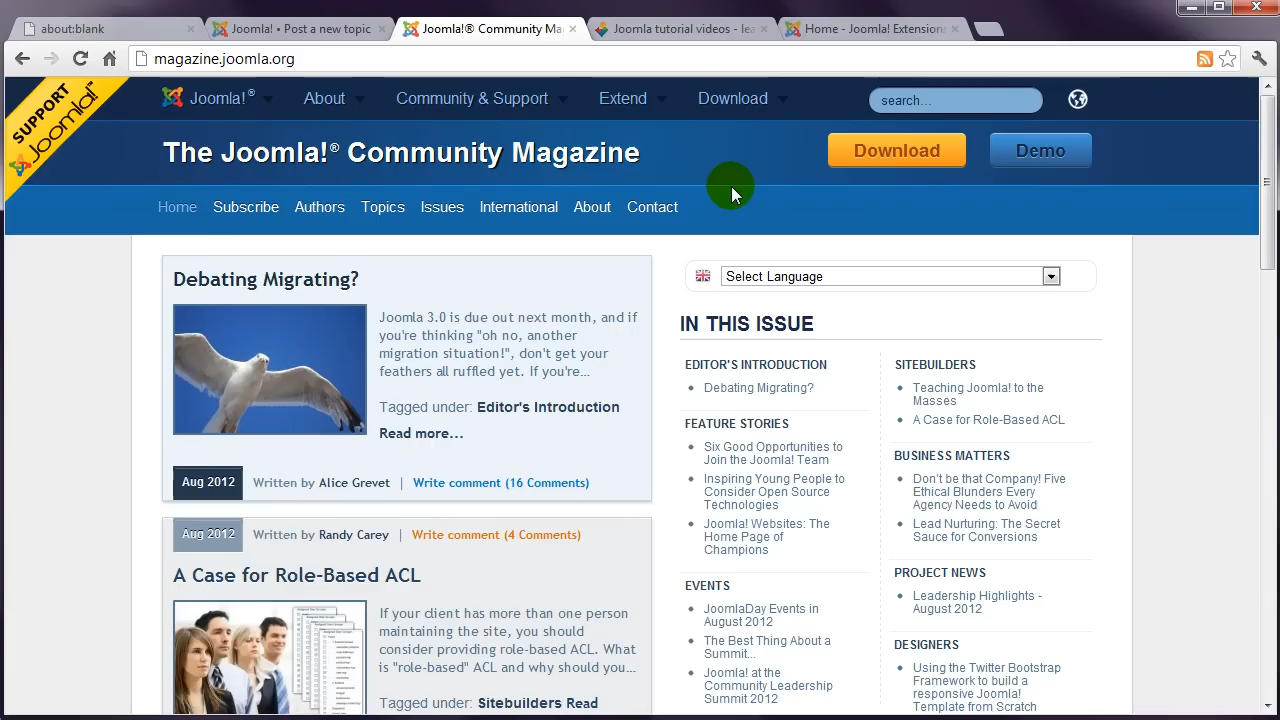 about:blank
Joomla! • Post a new topic
Joomla!® Community Ma
Joomla tutorial videos - lea
Home - Joomla! Extensions
magazine.joomla.org
SUPPORT
Joomla!™
Joomla!®
About
Community & Support
Extend
Download
search...
The Joomla!® Community Magazine
Download
Demo
Home
Subscribe
Authors
Topics
Issues
International
About
Contact
Debating Migrating?
Joomla 3.0 is due out next month, and if
you're thinking "oh no, another
migration situation!", don't get your
feathers all ruffled yet. If you're...
Tagged under: Editor's Introduction
Read more...
Aug 2012
Written by Alice Grevet | Write comment (16 Comments)
Aug 2012
Written by Randy Carey | Write comment (4 Comments)
A Case for Role-Based ACL
If your client has more than one person
maintaining the site, you should
consider providing role-based ACL. What
is "role-based" ACL and why should you...
Tagged under: Sitebuilders Read
Select Language
IN THIS ISSUE
EDITOR'S INTRODUCTION
Debating Migrating?
FEATURE STORIES
Six Good Opportunities to
Join the Joomla! Team
Inspiring Young People to
Consider Open Source
Technologies
Joomla! Websites: The
Home Page of
Champions
EVENTS
JoomlaDay Events in
August 2012
The Best Thing About a
Summit...
Joomla! at the
Community Leadership
Summit 2012
SITEBUILDERS
Teaching Joomla! to the
Masses
A Case for Role-Based ACL
BUSINESS MATTERS
Don't be that Company! Five
Ethical Blunders Every
Agency Needs to Avoid
Lead Nurturing: The Secret
Sauce for Conversions
PROJECT NEWS
Leadership Highlights -
August 2012
DESIGNERS
Using the Twitter Bootstrap
Framework to build a
responsive Joomla!
Template from Scratch